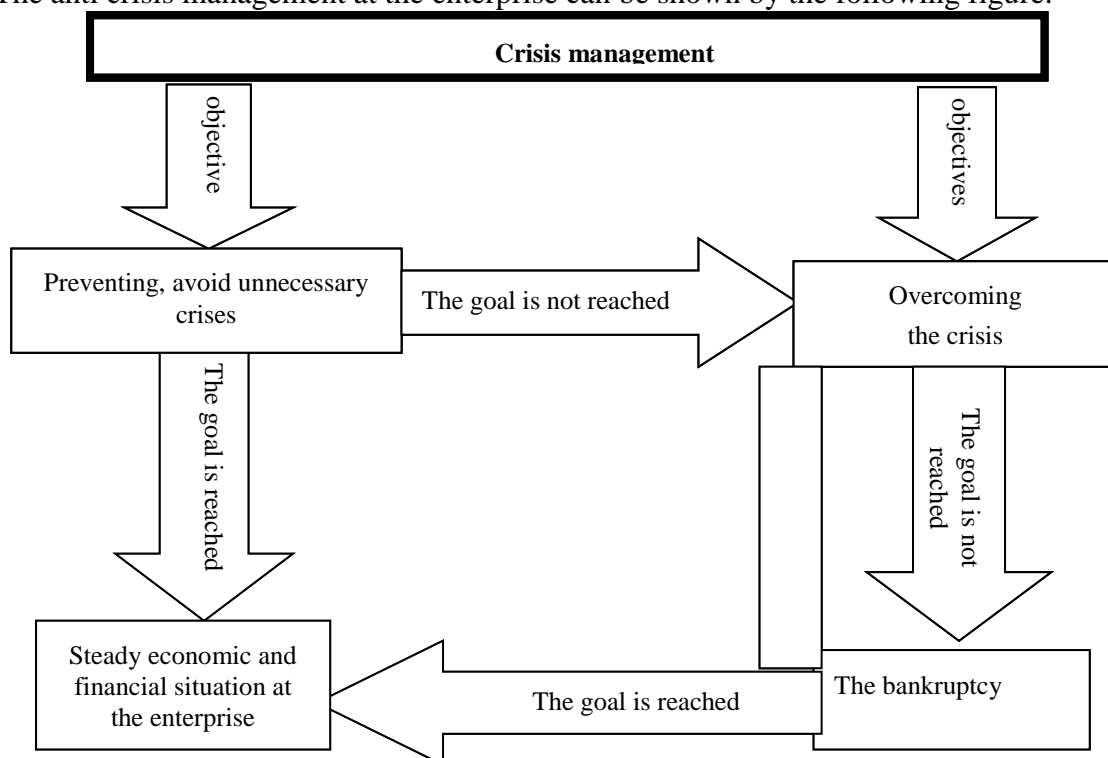 The anti crisis management at the enterprise can be shown by the following figure.
Crisis management
objective
objectives
Preventing, avoid unnecessary
crises
The goal is not reached
Overcoming
the crisis
The goal is reached
The goal is not
reached
Steady economic and
financial situation at
the enterprise
The goal is reached
The bankruptcy